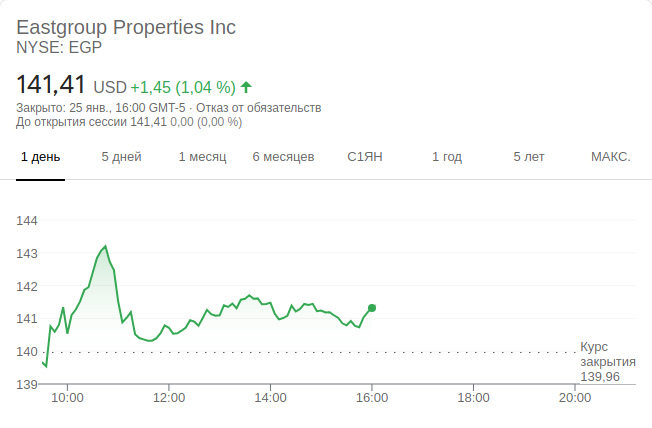 Eastgroup Properties Inc
NYSE: EGP
141,41 USD +1,45 (1,04 %)
Закрыто: 25 янв., 16:00 GMT-5 · Отказ от обязательств
До открытия сессии 141,41 0,00 (0,00 %)
1 день 5 дней 1 месяц 6 месяцев С1ЯН 1 год 5 лет МАКС.
144
143
142
141
140
139
Курс
закрытия
139,96
10:00 12:00 14:00 16:00 18:00 20:00